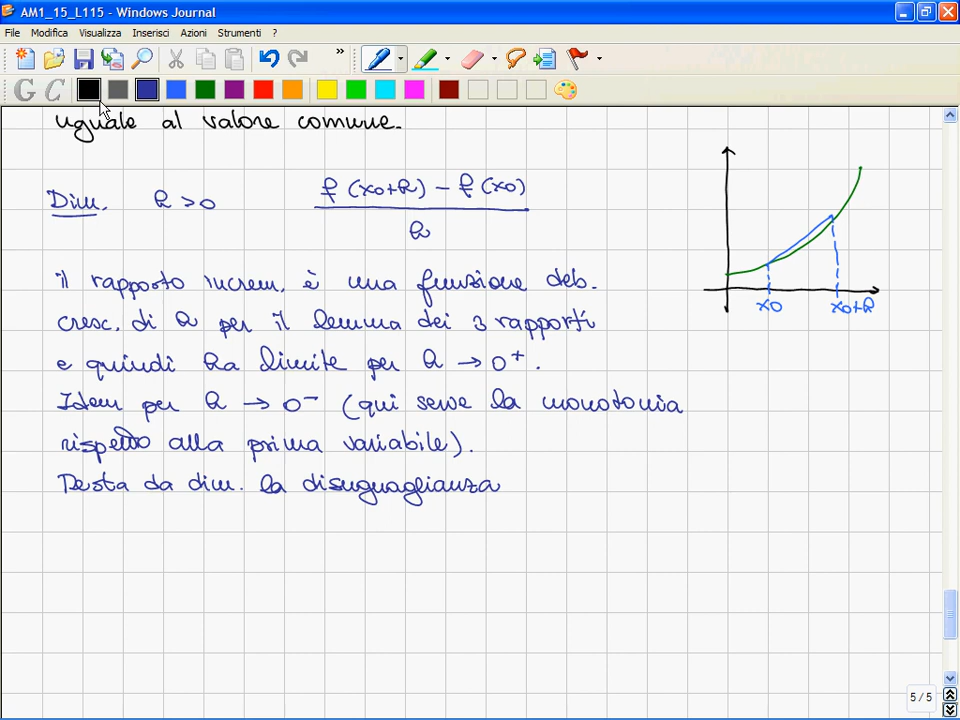 AM1_15_L115 - Windows Journal
File Modifica Visualizza Inserisci Azioni Strumenti ?
G C
uguale al valore comune.
Dim. h > 0 f(x0+h) - f(x0)
h
il rapporto increm. è una funzione deb.
cresc. di h per il lemma dei 3 rapporti
e quindi ha limite per h → 0+.
Idem per h → 0- (qui serve la monotonia
rispetto alla prima variabile).
Resta da dim. la disuguaglianza
x0 x0+h
5 / 5